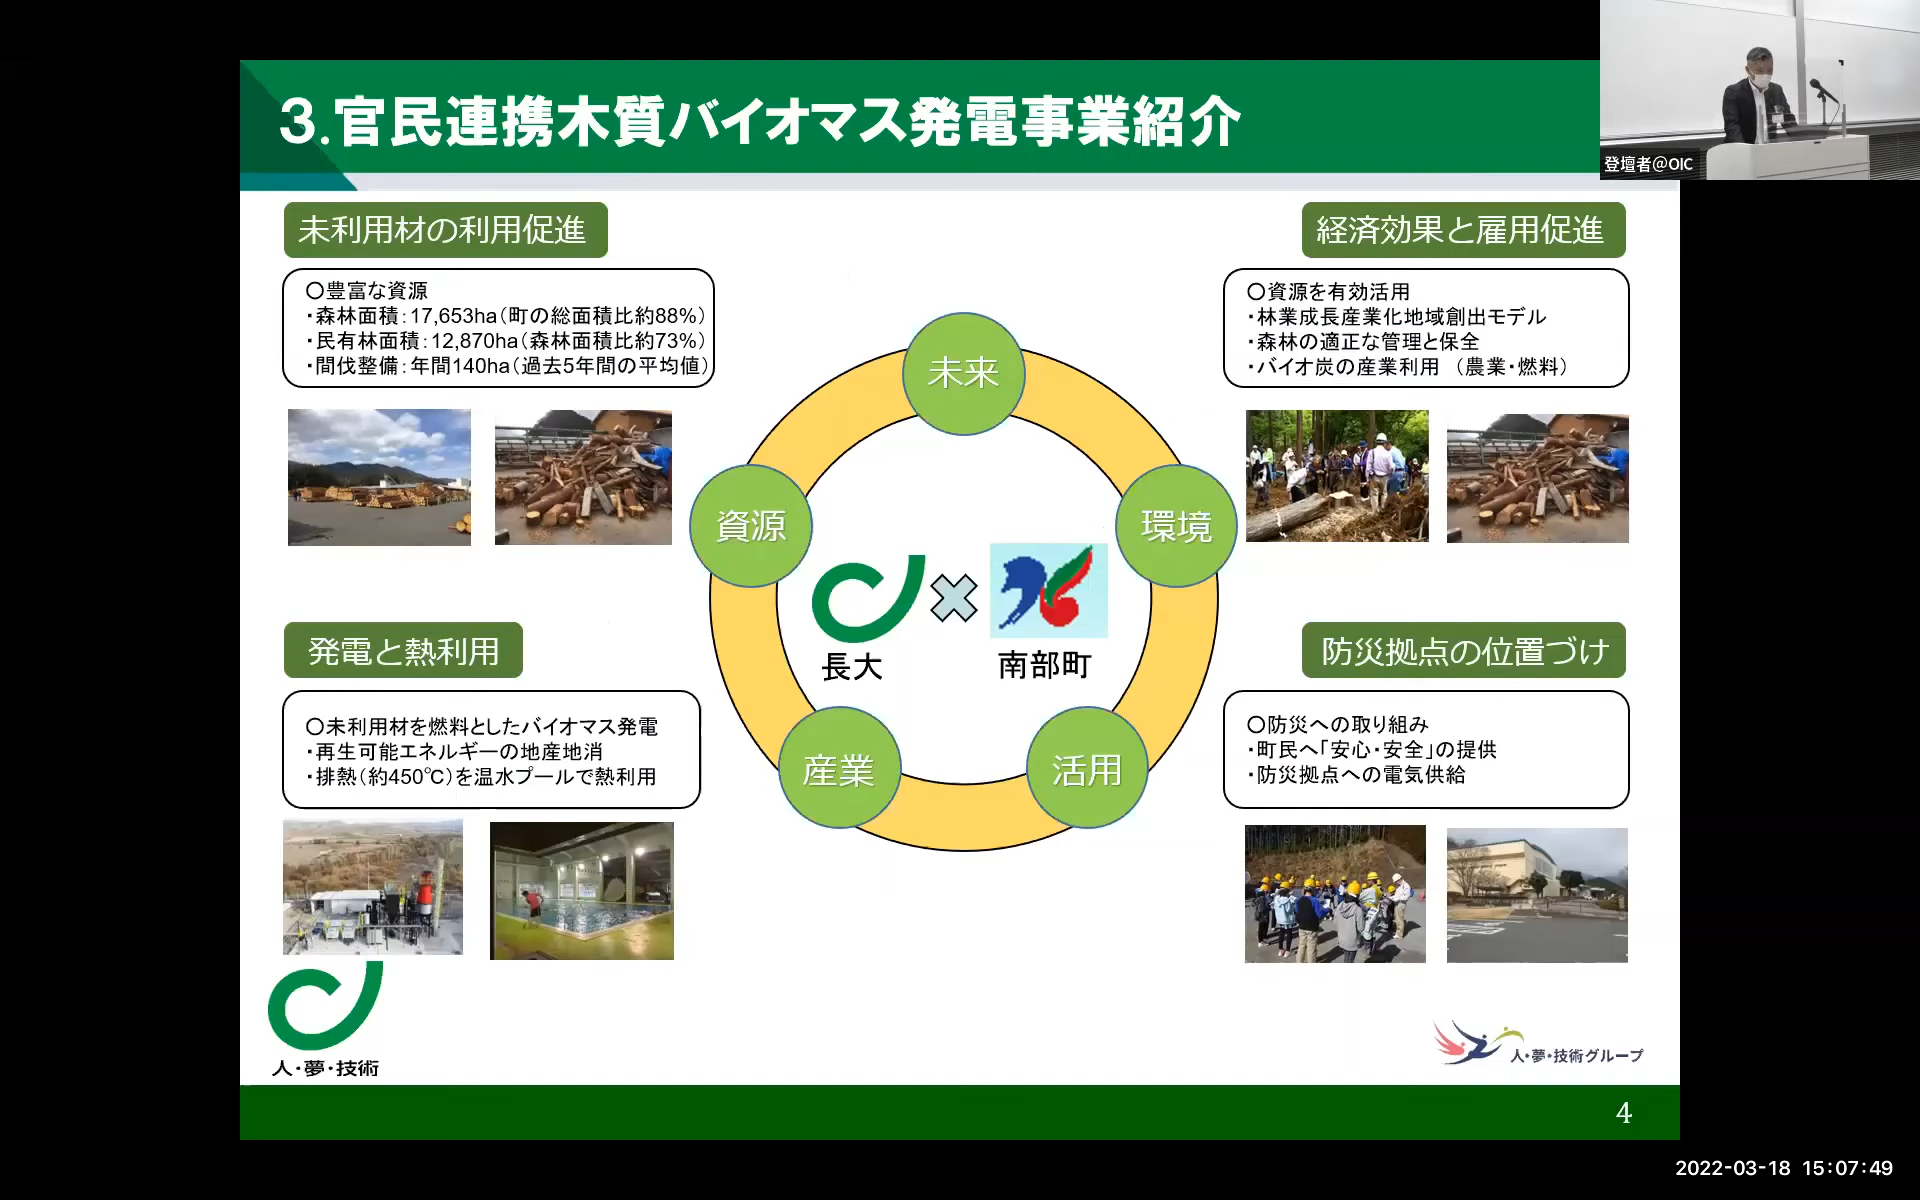 3.官民連携木質バイオマス発電事業紹介
登壇者@OIC
未利用材の利用促進
〇豊富な資源
・森林面積：17,653ha（町の総面積比約88%）
・民有林面積：12,870ha（森林面積比約73%）
・間伐整備：年間140ha（過去5年間の平均値）
経済効果と雇用促進
〇資源を有効活用
・林業成長産業化地域創出モデル
・森林の適正な管理と保全
・バイオ炭の産業利用 （農業・燃料）
未来
資源
環境
長大
南部町
産業
活用
発電と熱利用
〇未利用材を燃料としたバイオマス発電
・再生可能エネルギーの地産地消
・排熱（約450℃）を温水プールで熱利用
防災拠点の位置づけ
〇防災への取り組み
・町民へ「安心・安全」の提供
・防災拠点への電気供給
人・夢・技術
人・夢・技術グループ
4
2022-03-18 15:07:49